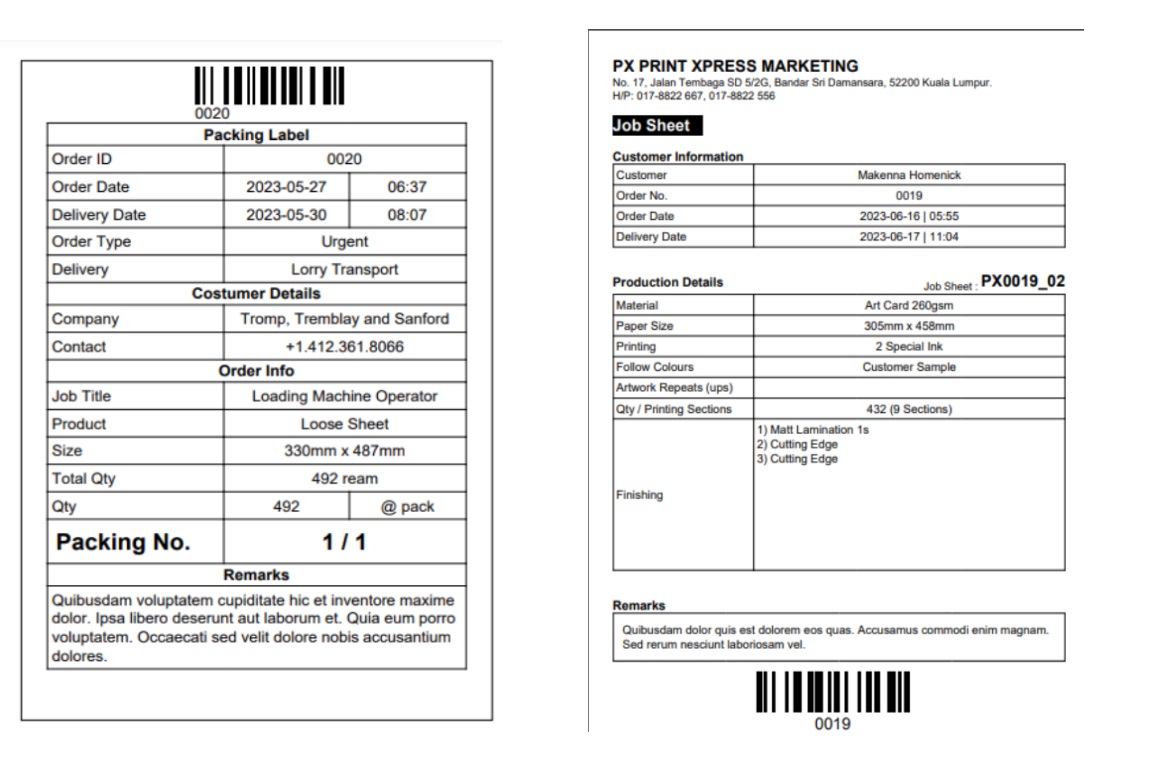 0020
Packing Label
Order ID 0020
Order Date 2023-05-27 06:37
Delivery Date 2023-05-30 08:07
Order Type Urgent
Delivery Lorry Transport
Costumer Details
Company Tromp, Tremblay and Sanford
Contact +1.412.361.8066
Order Info
Job Title Loading Machine Operator
Product Loose Sheet
Size 330mm x 487mm
Total Qty 492 ream
Qty 492 @ pack
Packing No. 1 / 1
Remarks
Quibusdam voluptatem cupiditate hic et inventore maxime
dolor. Ipsa libero deserunt aut laborum et. Quia eum porro
voluptatem. Occaecati sed velit dolore nobis accusantium
dolores.
PX PRINT XPRESS MARKETING
No. 17, Jalan Tembaga SD 5/2G, Bandar Sri Damansara, 52200 Kuala Lumpur.
H/P: 017-8822 667, 017-8822 556
Job Sheet
Customer Information
Customer Makenna Homenick
Order No. 0019
Order Date 2023-06-16 | 05:55
Delivery Date 2023-06-17 | 11:04
Production Details Job Sheet : PX0019_02
Material Art Card 260gsm
Paper Size 305mm x 458mm
Printing 2 Special Ink
Follow Colours Customer Sample
Artwork Repeats (ups)
Qty / Printing Sections 432 (9 Sections)
1) Matt Lamination 1s
2) Cutting Edge
3) Cutting Edge
Finishing
Remarks
Quibusdam dolor quis est dolorem eos quas. Accusamus commodi enim magnam.
Sed rerum nesciunt laboriosam vel.
0019